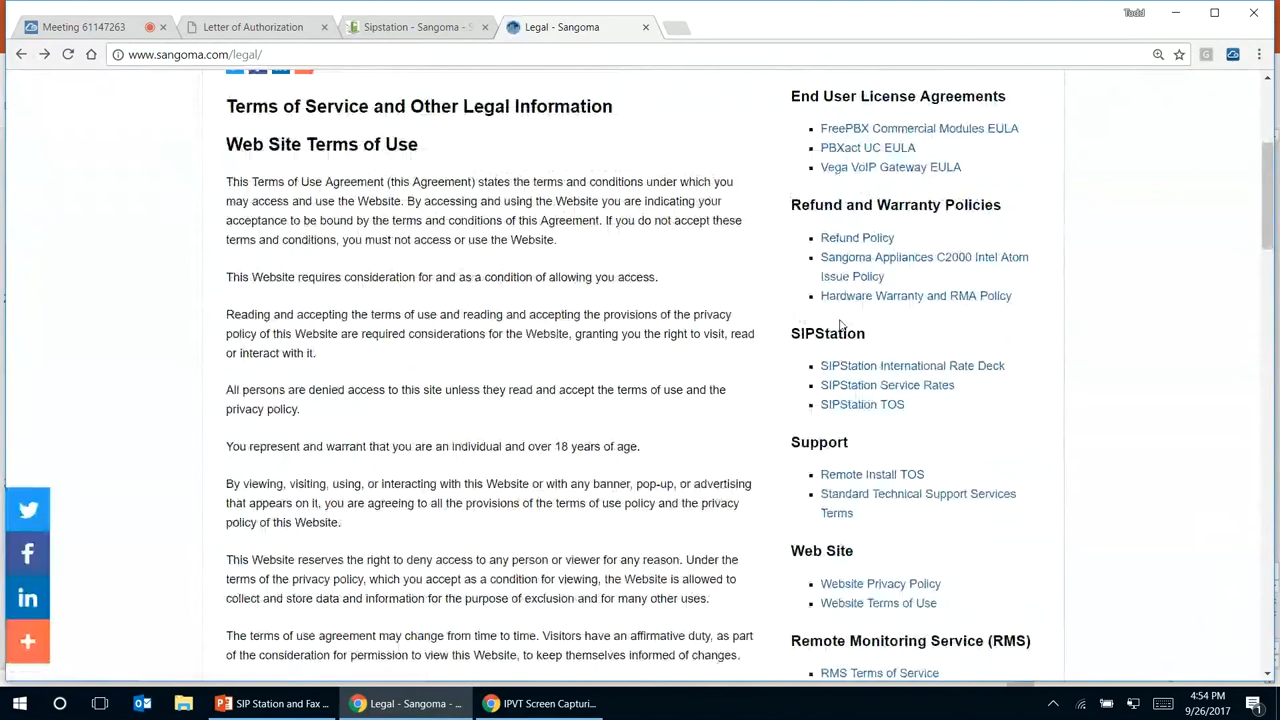 Todd
Meeting 61147263
Letter of Authorization
Sipstation - Sangoma - S
Legal - Sangoma
www.sangoma.com/legal/
Terms of Service and Other Legal Information
Web Site Terms of Use
This Terms of Use Agreement (this Agreement) states the terms and conditions under which you
may access and use the Website. By accessing and using the Website you are indicating your
acceptance to be bound by the terms and conditions of this Agreement. If you do not accept these
terms and conditions, you must not access or use the Website.
This Website requires consideration for and as a condition of allowing you access.
Reading and accepting the terms of use and reading and accepting the provisions of the privacy
policy of this Website are required considerations for the Website, granting you the right to visit, read
or interact with it.
All persons are denied access to this site unless they read and accept the terms of use and the
privacy policy.
You represent and warrant that you are an individual and over 18 years of age.
By viewing, visiting, using, or interacting with this Website or with any banner, pop-up, or advertising
that appears on it, you are agreeing to all the provisions of the terms of use policy and the privacy
policy of this Website.
This Website reserves the right to deny access to any person or viewer for any reason. Under the
terms of the privacy policy, which you accept as a condition for viewing, the Website is allowed to
collect and store data and information for the purpose of exclusion and for many other uses.
The terms of use agreement may change from time to time. Visitors have an affirmative duty, as part
of the consideration for permission to view this Website, to keep themselves informed of changes.
End User License Agreements
FreePBX Commercial Modules EULA
PBXact UC EULA
Vega VoIP Gateway EULA
Refund and Warranty Policies
Refund Policy
Sangoma Appliances C2000 Intel Atom
Issue Policy
Hardware Warranty and RMA Policy
SIPStation
SIPStation International Rate Deck
SIPStation Service Rates
SIPStation TOS
Support
Remote Install TOS
Standard Technical Support Services
Terms
Web Site
Website Privacy Policy
Website Terms of Use
Remote Monitoring Service (RMS)
RMS Terms of Service
SIP Station and Fax ...
Legal - Sangoma - ...
IPVT Screen Capturi...
4:54 PM
9/26/2017